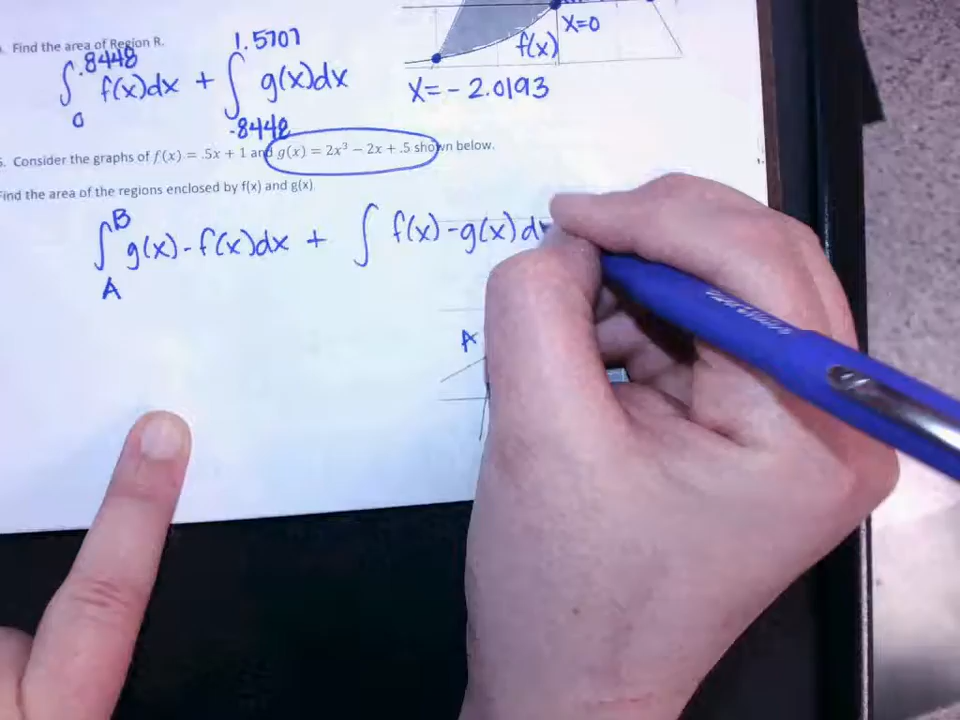 Find the area of Region R.
.8448
1.5707
∫ f(x)dx + ∫ g(x)dx
0
-.8448
X=0
f(x)
X= - 2.0193
5. Consider the graphs of f(x) = .5x + 1 and g(x) = 2x³ − 2x + .5 shown below.
Find the area of the regions enclosed by f(x) and g(x)
B
∫ g(x) - f(x)dx + ∫ f(x) - g(x)dx
A
A